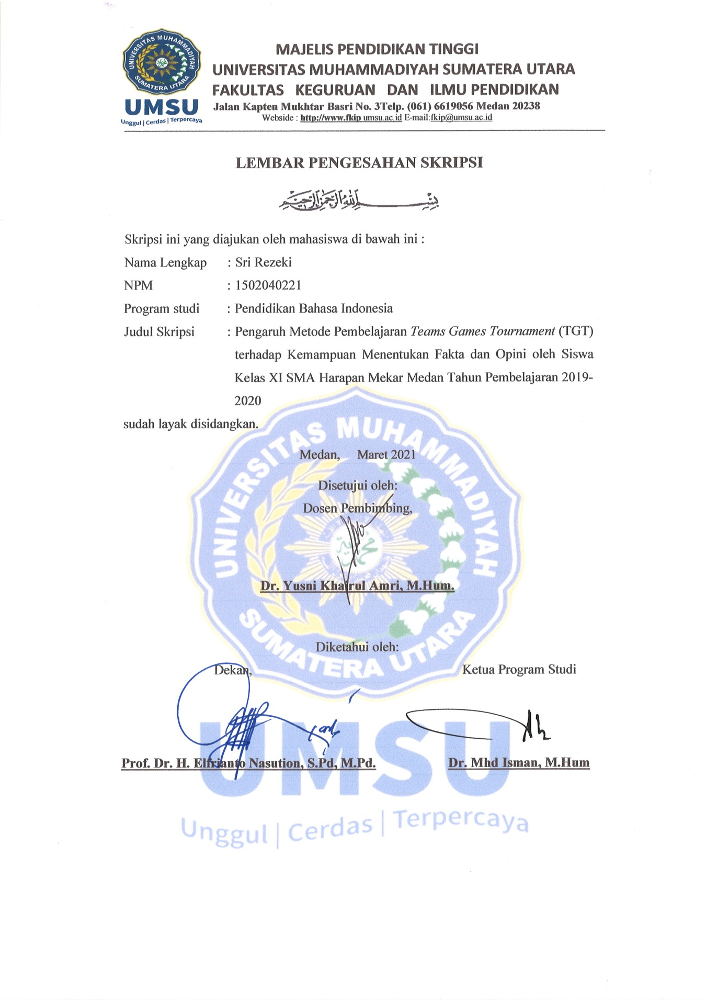 UNIVERSITAS MUHAMMADIYAH
SUMATERA UTARA
UMSU
Unggul | Cerdas | Terpercaya
MAJELIS PENDIDIKAN TINGGI
UNIVERSITAS MUHAMMADIYAH SUMATERA UTARA
FAKULTAS KEGURUAN DAN ILMU PENDIDIKAN
Jalan Kapten Mukhtar Basri No. 3Telp. (061) 6619056 Medan 20238
Webside : http://www.fkip umsu.ac.id E-mail:fkip@umsu.ac.id
LEMBAR PENGESAHAN SKRIPSI
بسم الله الرحمن الرحيم
Skripsi ini yang diajukan oleh mahasiswa di bawah ini :
Nama Lengkap : Sri Rezeki
NPM : 1502040221
Program studi : Pendidikan Bahasa Indonesia
Judul Skripsi : Pengaruh Metode Pembelajaran Teams Games Tournament (TGT)
terhadap Kemampuan Menentukan Fakta dan Opini oleh Siswa
Kelas XI SMA Harapan Mekar Medan Tahun Pembelajaran 2019-
2020
sudah layak disidangkan.
Medan, Maret 2021
Disetujui oleh:
Dosen Pembimbing,
Dr. Yusni Khairul Amri, M.Hum.
Diketahui oleh:
Dekan, Ketua Program Studi
Prof. Dr. H. Elfrianto Nasution, S.Pd, M.Pd. Dr. Mhd Isman, M.Hum
UNIVERSITAS MUHAMMADIYAH
SUMATERA UTARA
UMSU
Unggul | Cerdas | Terpercaya